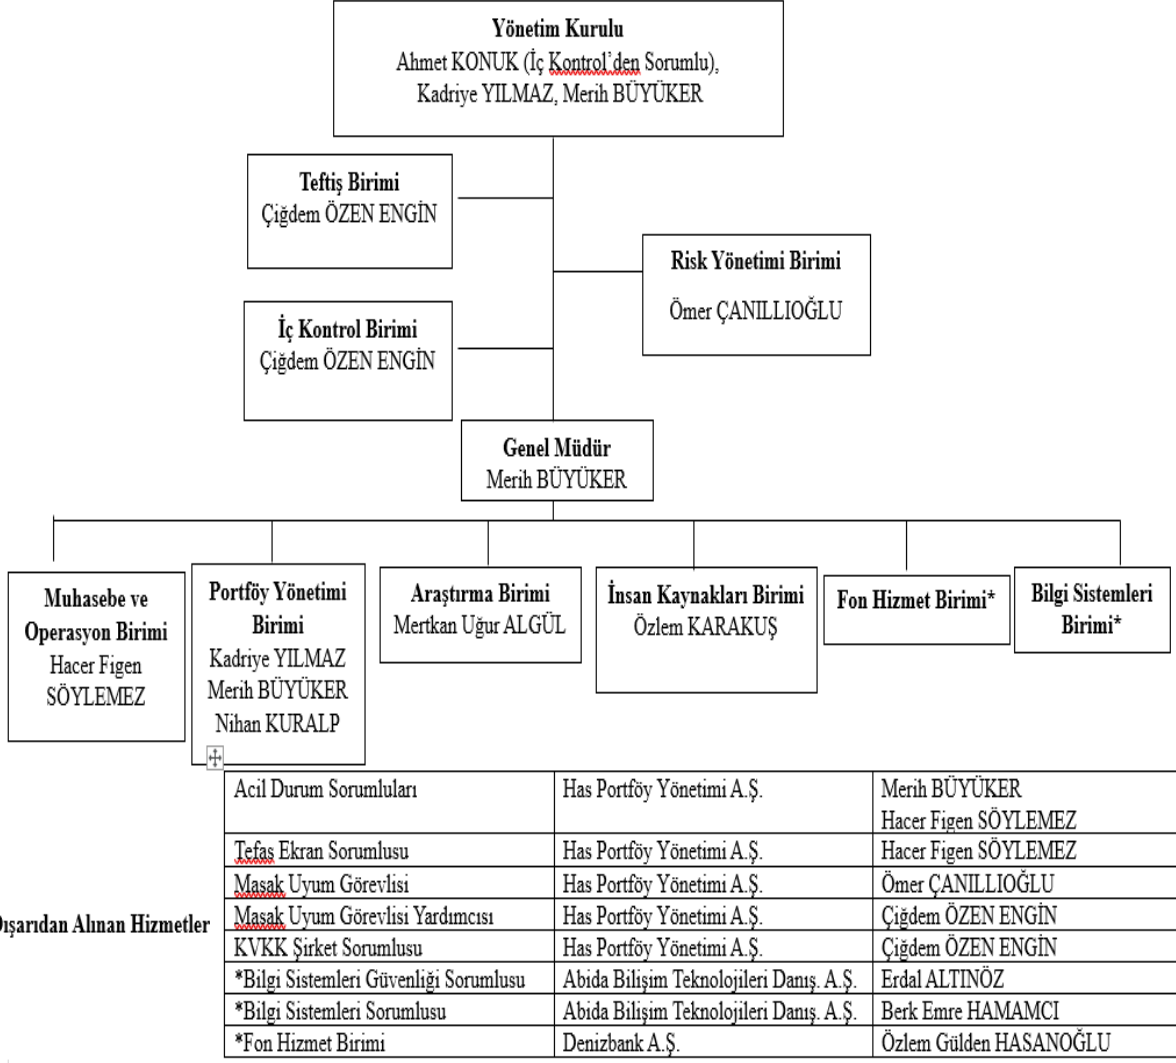 Yönetim Kurulu
Ahmet KONUK (İç Kontrol’den Sorumlu),
Kadriye YILMAZ, Merih BÜYÜKER
Teftiş Birimi
Çiğdem ÖZEN ENGİN
Risk Yönetimi Birimi
Ömer ÇANILLIOĞLU
İç Kontrol Birimi
Çiğdem ÖZEN ENGİN
Genel Müdür
Merih BÜYÜKER
Muhasebe ve
Operasyon Birimi
Hacer Figen
SÖYLEMEZ
Portföy Yönetimi
Birimi
Kadriye YILMAZ
Merih BÜYÜKER
Nihan KURALP
Araştırma Birimi
Mertkan Uğur ALGÜL
İnsan Kaynakları Birimi
Özlem KARAKUŞ
Fon Hizmet Birimi*
Bilgi Sistemleri
Birimi*
Dışarıdan Alınan Hizmetler
Acil Durum Sorumluları Has Portföy Yönetimi A.Ş. Merih BÜYÜKER
Hacer Figen SÖYLEMEZ
Tefaş Ekran Sorumlusu Has Portföy Yönetimi A.Ş. Hacer Figen SÖYLEMEZ
Masak Uyum Görevlisi Has Portföy Yönetimi A.Ş. Ömer ÇANILLIOĞLU
Masak Uyum Görevlisi Yardımcısı Has Portföy Yönetimi A.Ş. Çiğdem ÖZEN ENGİN
KVKK Şirket Sorumlusu Has Portföy Yönetimi A.Ş. Çiğdem ÖZEN ENGİN
*Bilgi Sistemleri Güvenliği Sorumlusu Abida Bilişim Teknolojileri Danış. A.Ş. Erdal ALTINÖZ
*Bilgi Sistemleri Sorumlusu Abida Bilişim Teknolojileri Danış. A.Ş. Berk Emre HAMAMCI
*Fon Hizmet Birimi Denizbank A.Ş. Özlem Gülden HASANOĞLU